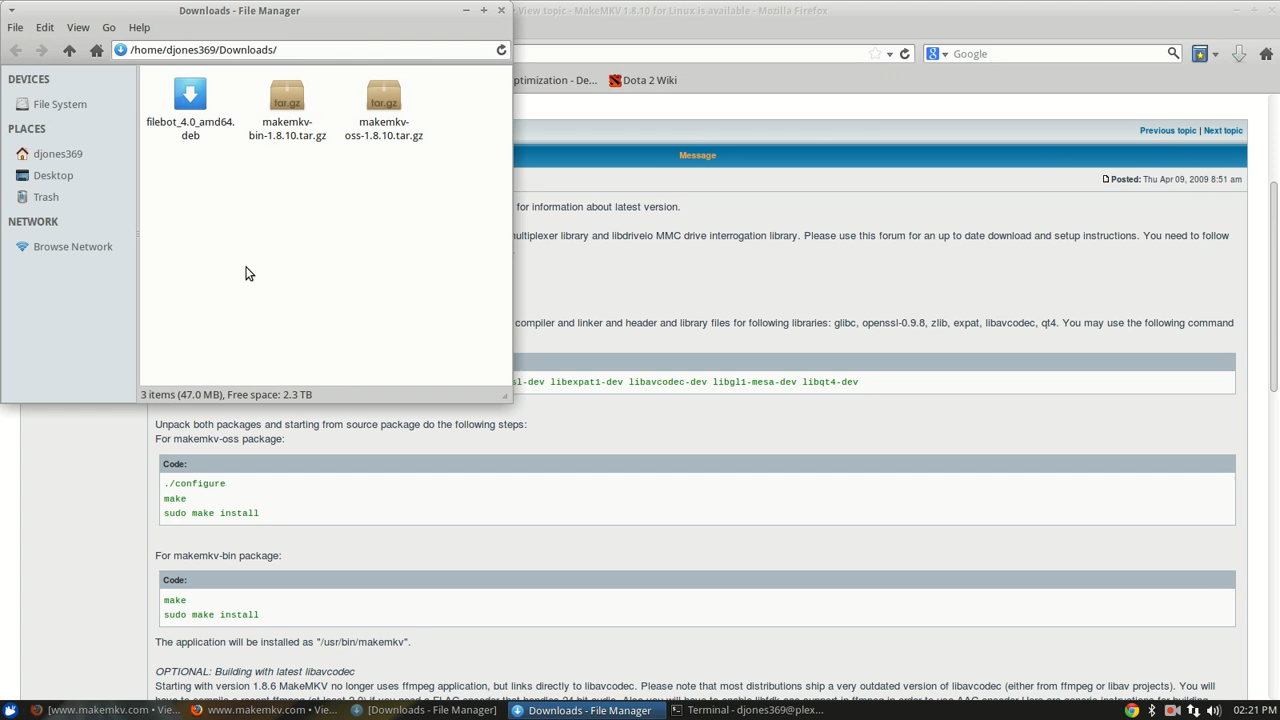 Downloads - File Manager
View topic - MakeMKV 1.8.10 for Linux is available - Mozilla Firefox
File Edit View Go Help
/home/djones369/Downloads/
Google
ptimization - De... Dota 2 Wiki
DEVICES
File System
PLACES
djones369
Desktop
Trash
NETWORK
Browse Network
filebot_4.0_amd64.
deb
makemkv-
bin-1.8.10.tar.gz
makemkv-
oss-1.8.10.tar.gz
tar.gz
tar.gz
3 items (47.0 MB), Free space: 2.3 TB
Previous topic | Next topic
Message
Posted: Thu Apr 09, 2009 8:51 am
for information about latest version.
ultiplexer library and libdriveio MMC drive interrogation library. Please use this forum for an up to date download and setup instructions. You need to follow
compiler and linker and header and library files for following libraries: glibc, openssl-0.9.8, zlib, expat, libavcodec, qt4. You may use the following command
sl-dev libexpat1-dev libavcodec-dev libgl1-mesa-dev libqt4-dev
Unpack both packages and starting from source package do the following steps:
For makemkv-oss package:
Code:
./configure
make
sudo make install
For makemkv-bin package:
Code:
make
sudo make install
The application will be installed as "/usr/bin/makemkv".
OPTIONAL: Building with latest libavcodec
Starting with version 1.8.6 MakeMKV no longer uses ffmpeg application, but links directly to libavcodec. Please note that most distributions ship a very outdated version of libavcodec (either from ffmpeg or libav projects). You will
[www.makemkv.com • Vie... www.makemkv.com • Vie... [Downloads - File Manager] Downloads - File Manager Terminal - djones369@plex... 02:21 PM